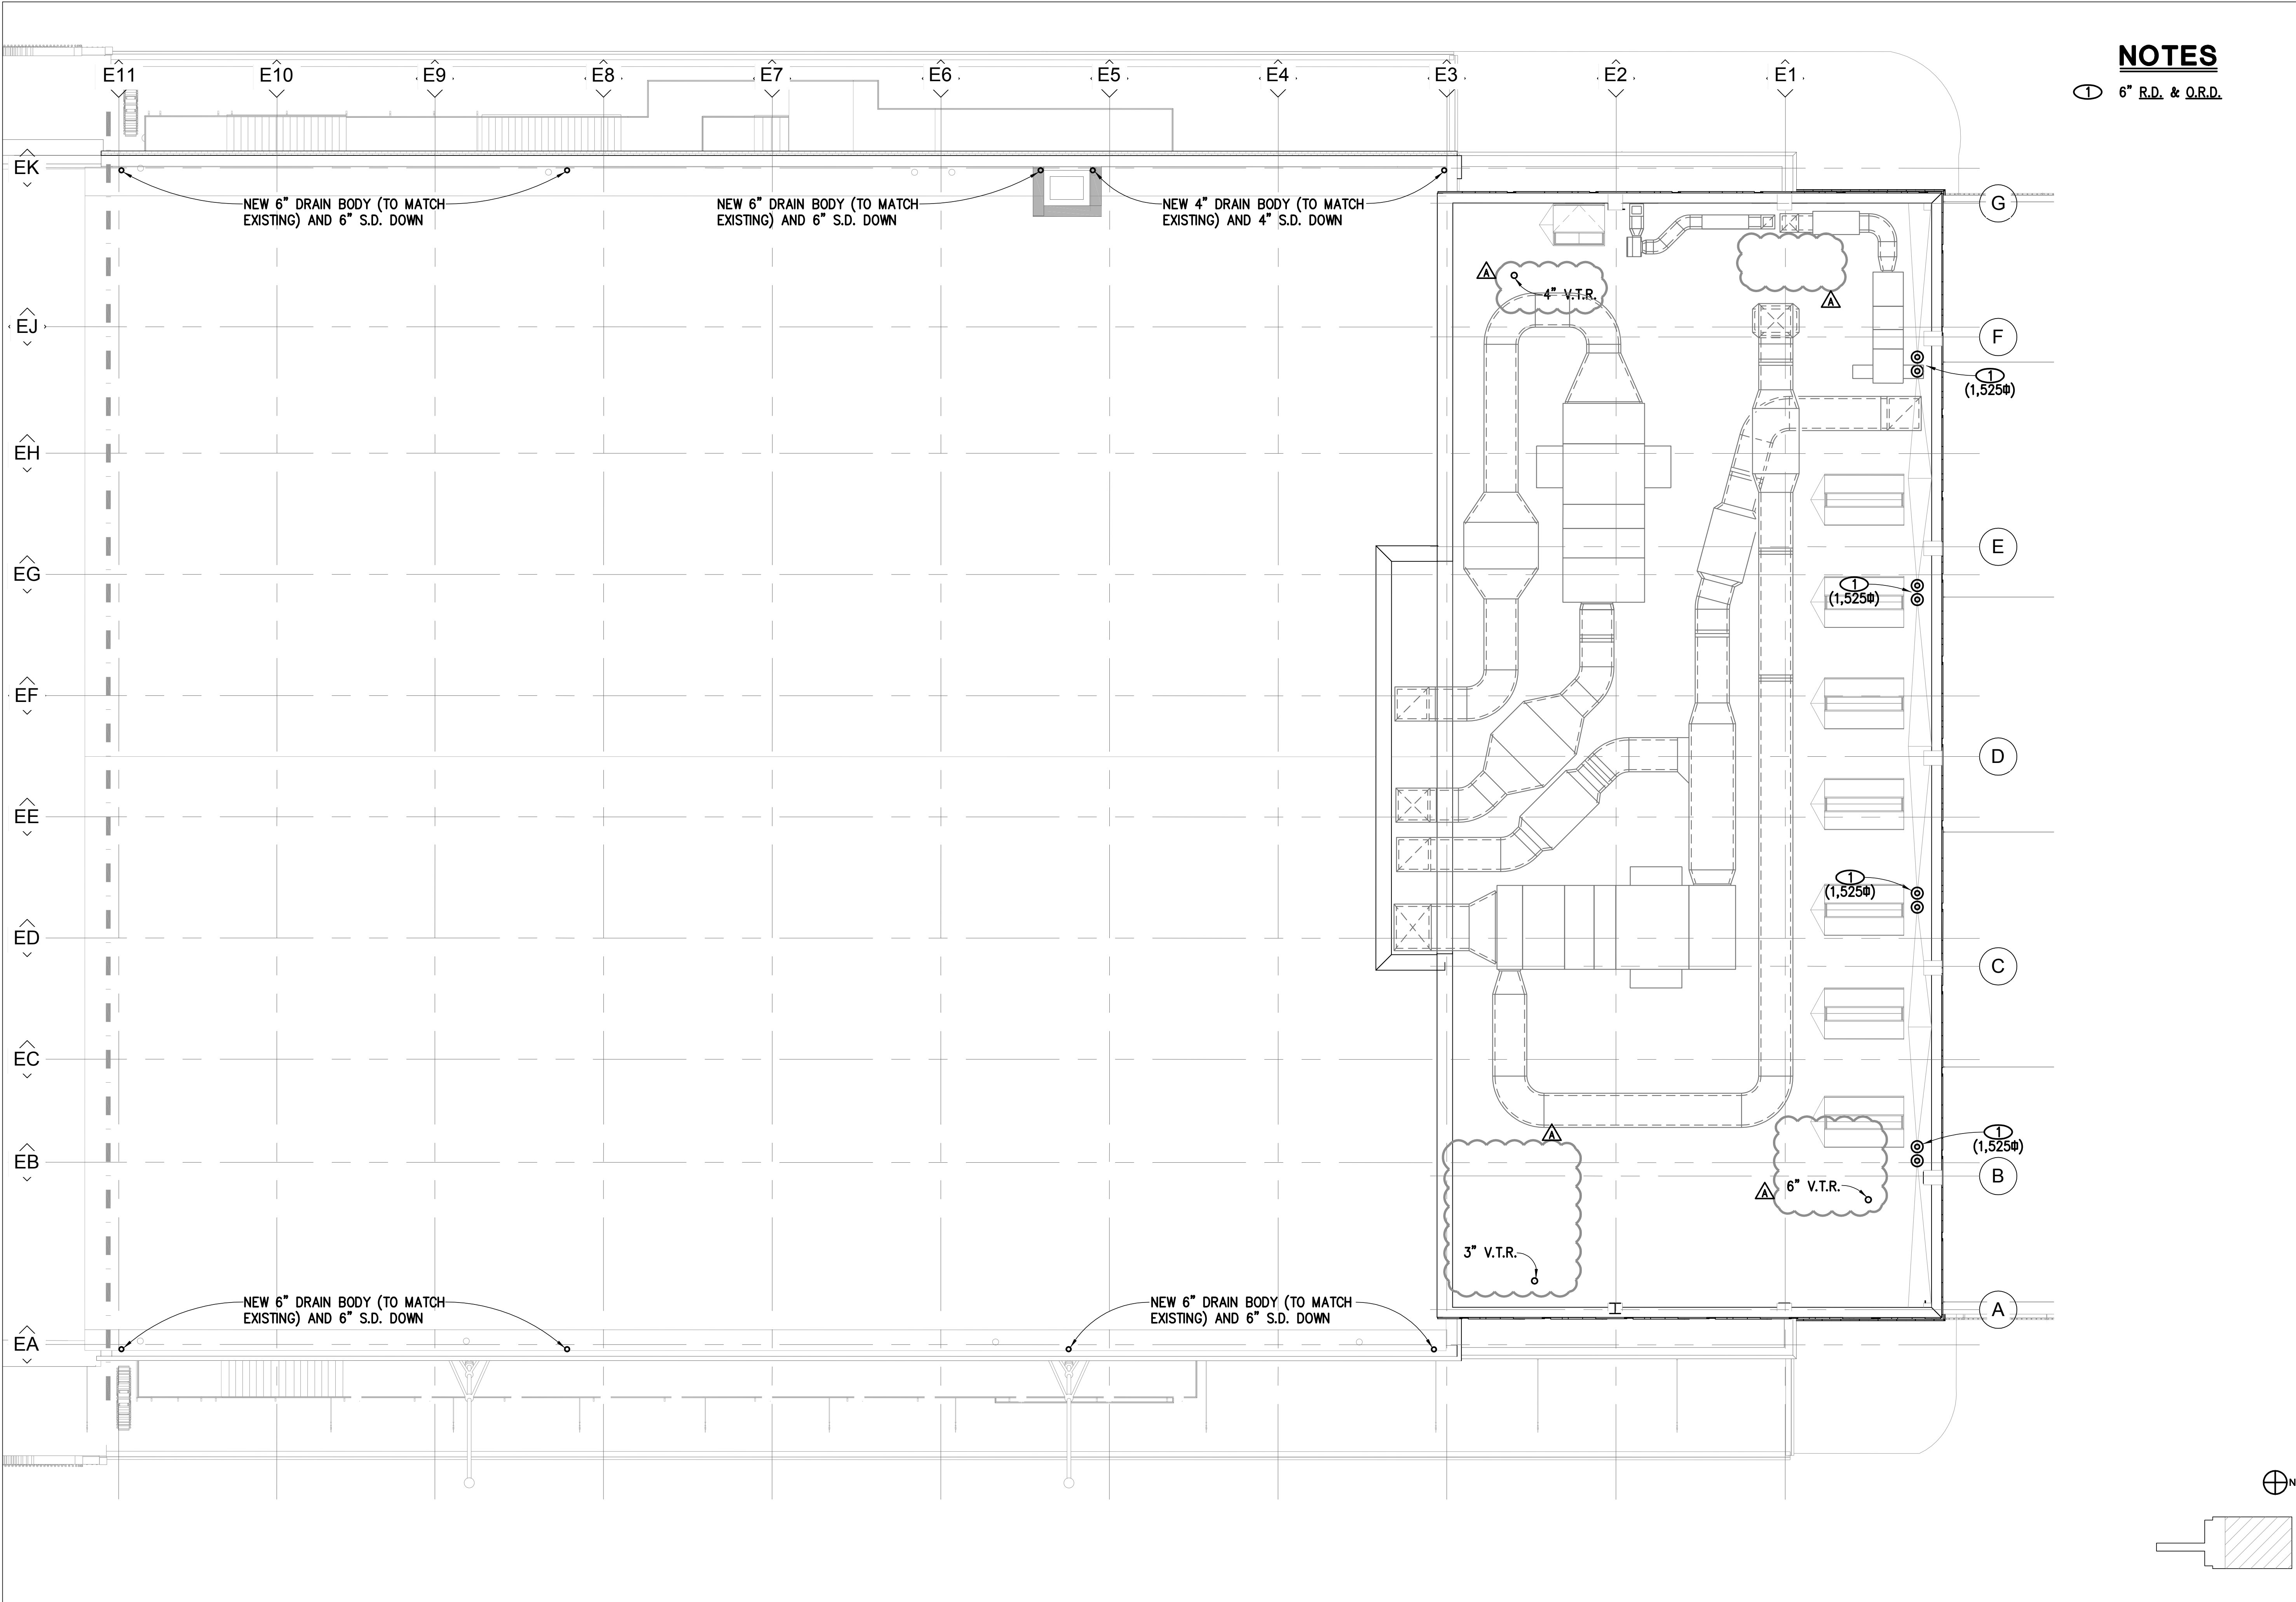 NOTES
1 6" R.D. & O.R.D.
E11 E10 E9 E8 E7 E6 E5 E4 E3 E2 E1
EK
NEW 6" DRAIN BODY (TO MATCH
EXISTING) AND 6" S.D. DOWN
NEW 6" DRAIN BODY (TO MATCH
EXISTING) AND 6" S.D. DOWN
NEW 4" DRAIN BODY (TO MATCH
EXISTING) AND 4" S.D. DOWN
G
A
4" V.T.R.
A
EJ
F
1
(1,525⌽)
EH
E
EG
1
(1,525⌽)
EF
D
EE
1
(1,525⌽)
ED
C
EC
A
1
(1,525⌽)
EB
B
A
6" V.T.R.
3" V.T.R.
NEW 6" DRAIN BODY (TO MATCH
EXISTING) AND 6" S.D. DOWN
NEW 6" DRAIN BODY (TO MATCH
EXISTING) AND 6" S.D. DOWN
A
EA
N